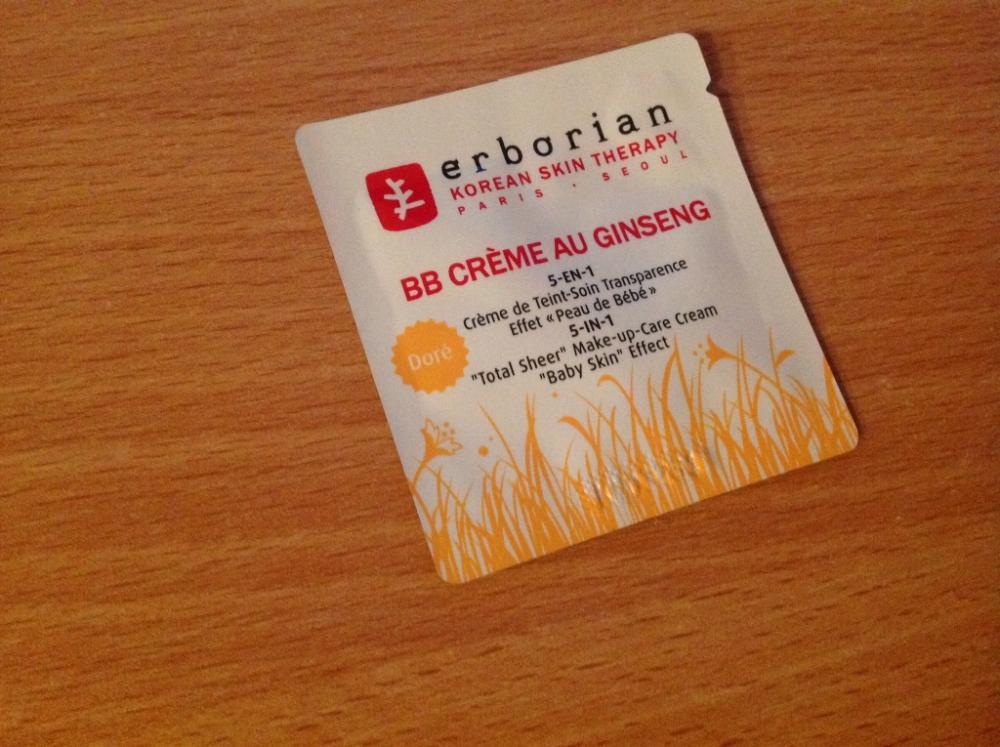 erborian
KOREAN SKIN THERAPY
PARIS · SEOUL
BB CRÈME AU GINSENG
5-EN-1
Crème de Teint-Soin Transparence
Effet «Peau de Bébé»
5-IN-1
"Total Sheer" Make-up-Care Cream
"Baby Skin" Effect
Doré